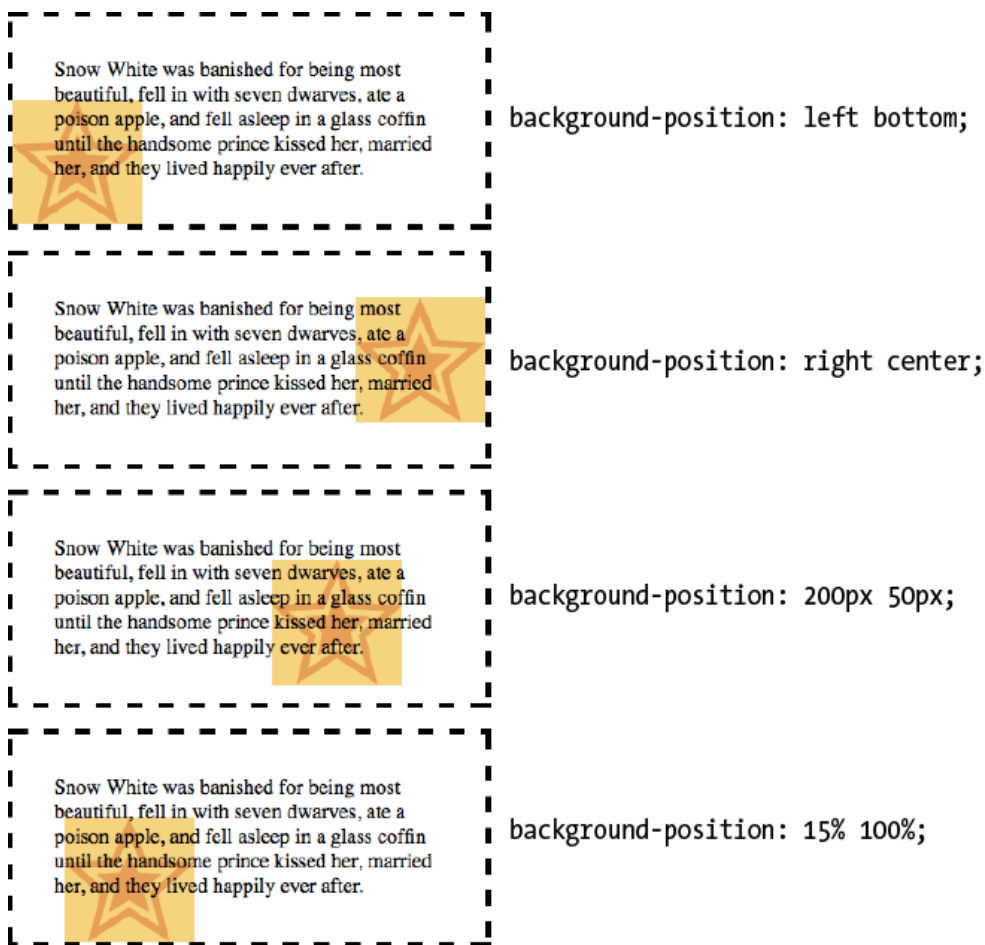 Snow White was banished for being most
beautiful, fell in with seven dwarves, ate a
poison apple, and fell asleep in a glass coffin
until the handsome prince kissed her, married
her, and they lived happily ever after.
background-position: left bottom;
Snow White was banished for being most
beautiful, fell in with seven dwarves, ate a
poison apple, and fell asleep in a glass coffin
until the handsome prince kissed her, married
her, and they lived happily ever after.
background-position: right center;
Snow White was banished for being most
beautiful, fell in with seven dwarves, ate a
poison apple, and fell asleep in a glass coffin
until the handsome prince kissed her, married
her, and they lived happily ever after.
background-position: 200px 50px;
Snow White was banished for being most
beautiful, fell in with seven dwarves, ate a
poison apple, and fell asleep in a glass coffin
until the handsome prince kissed her, married
her, and they lived happily ever after.
background-position: 15% 100%;